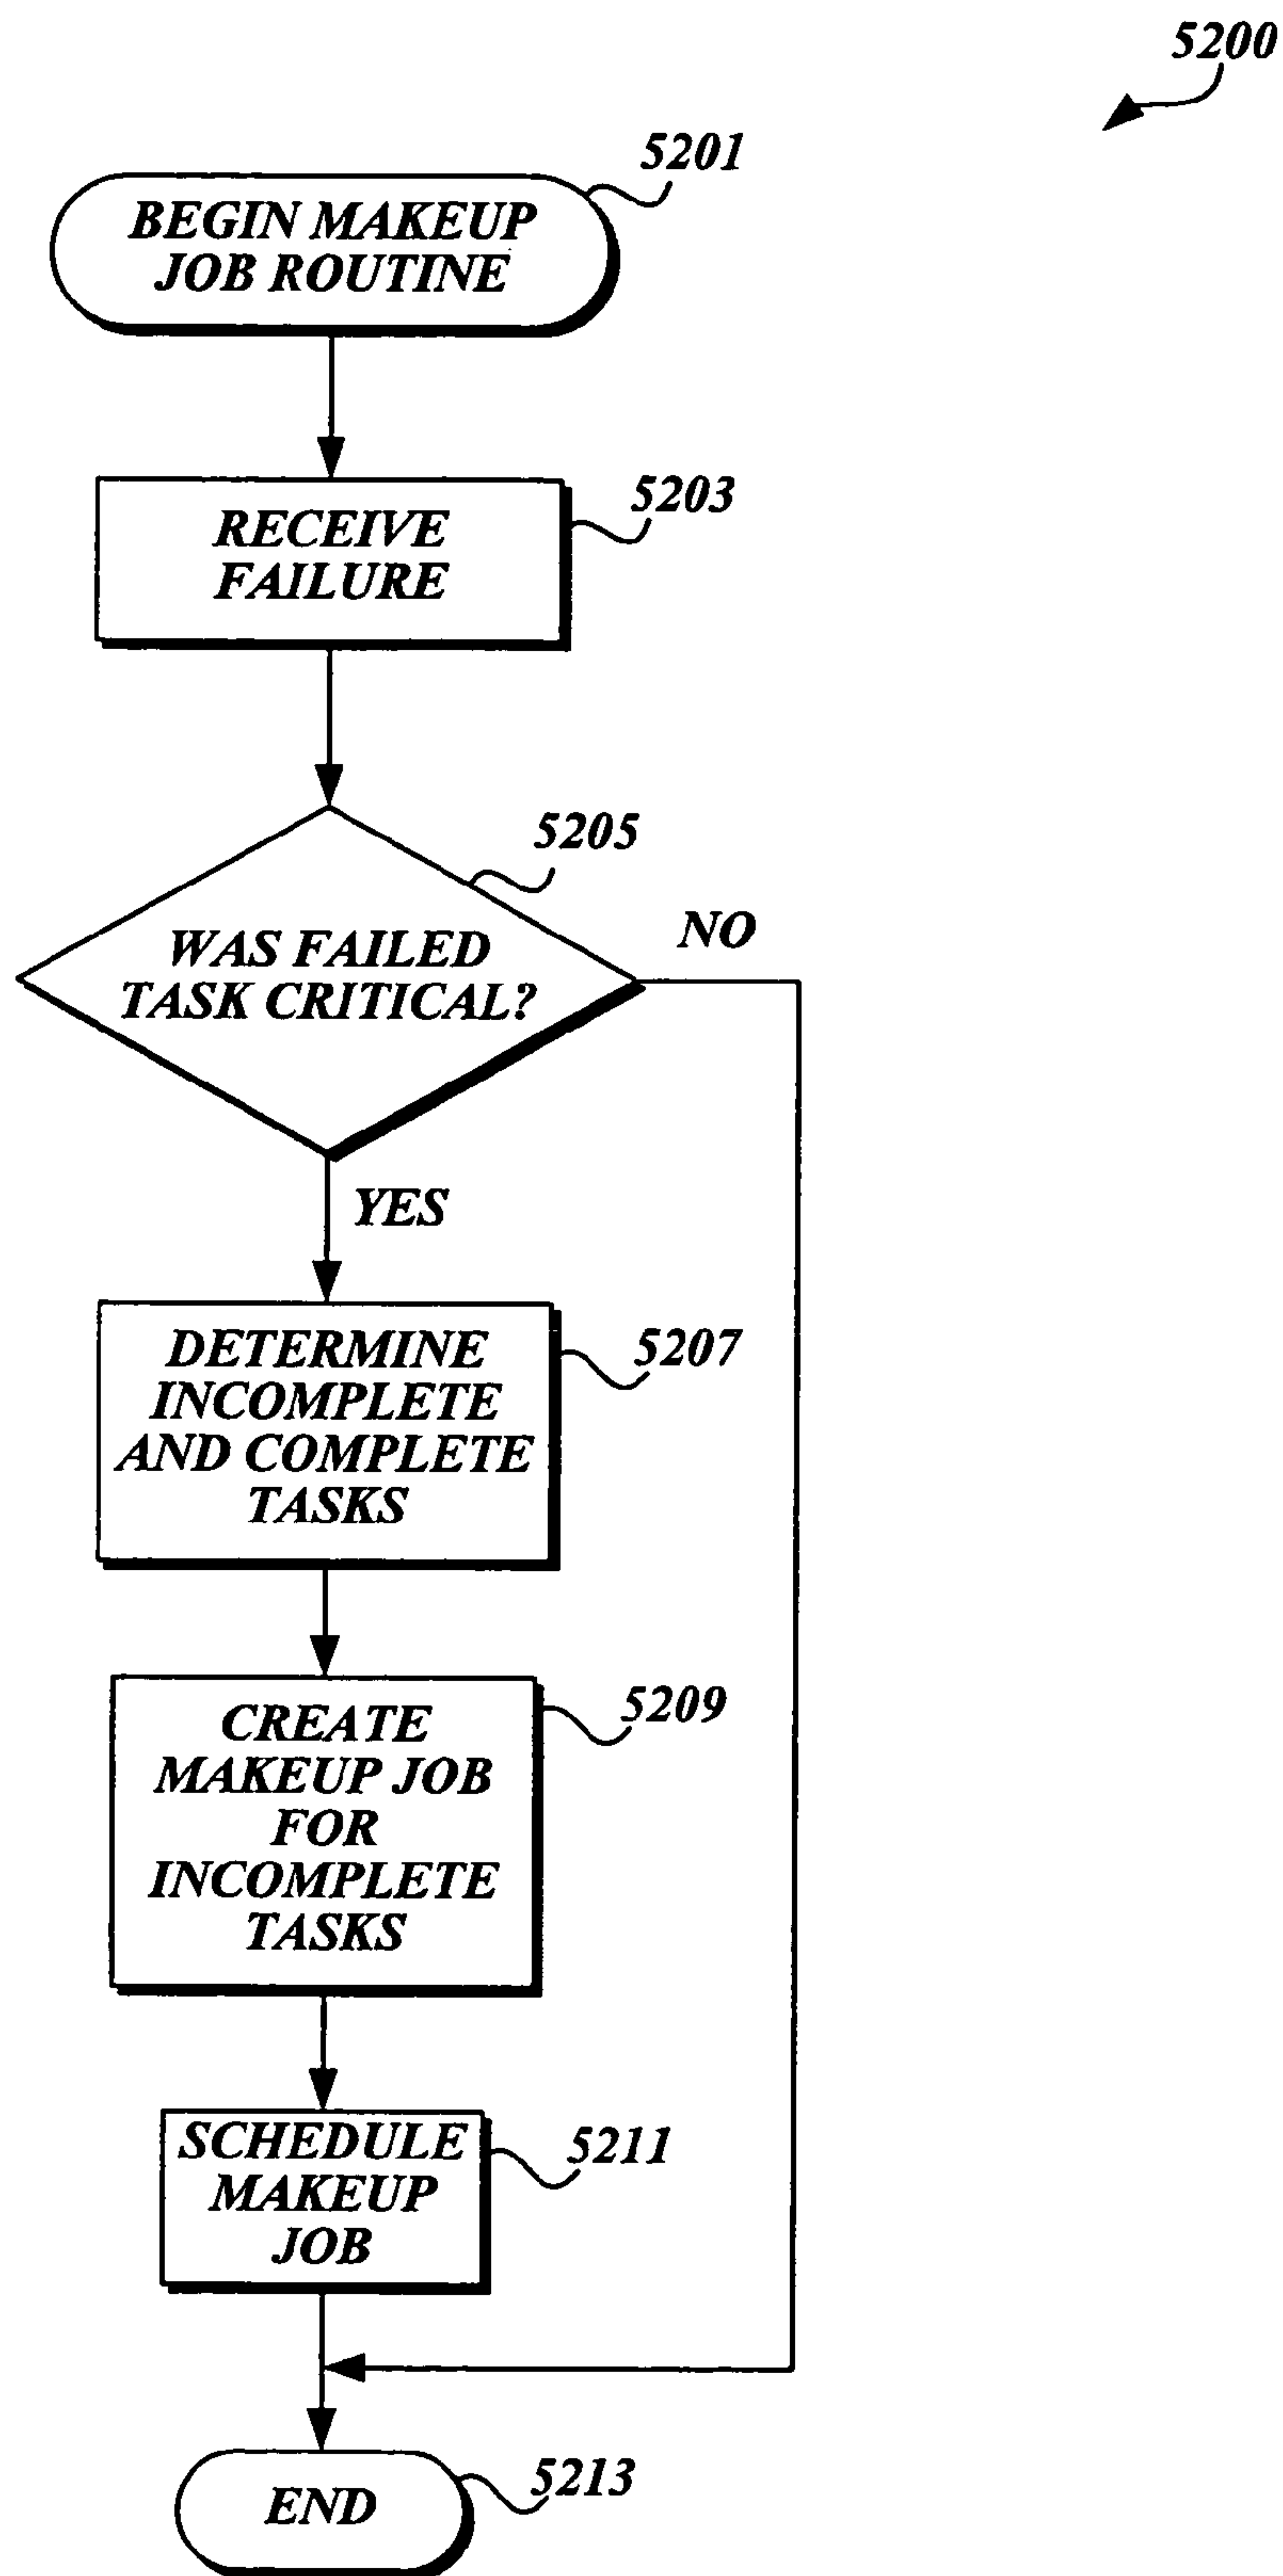 5200
5201
BEGIN MAKEUP
JOB ROUTINE
5203
RECEIVE
FAILURE
5205
WAS FAILED
TASK CRITICAL?
NO
YES
5207
DETERMINE
INCOMPLETE
AND COMPLETE
TASKS
5209
CREATE
MAKEUP JOB
FOR
INCOMPLETE
TASKS
5211
SCHEDULE
MAKEUP
JOB
5213
END